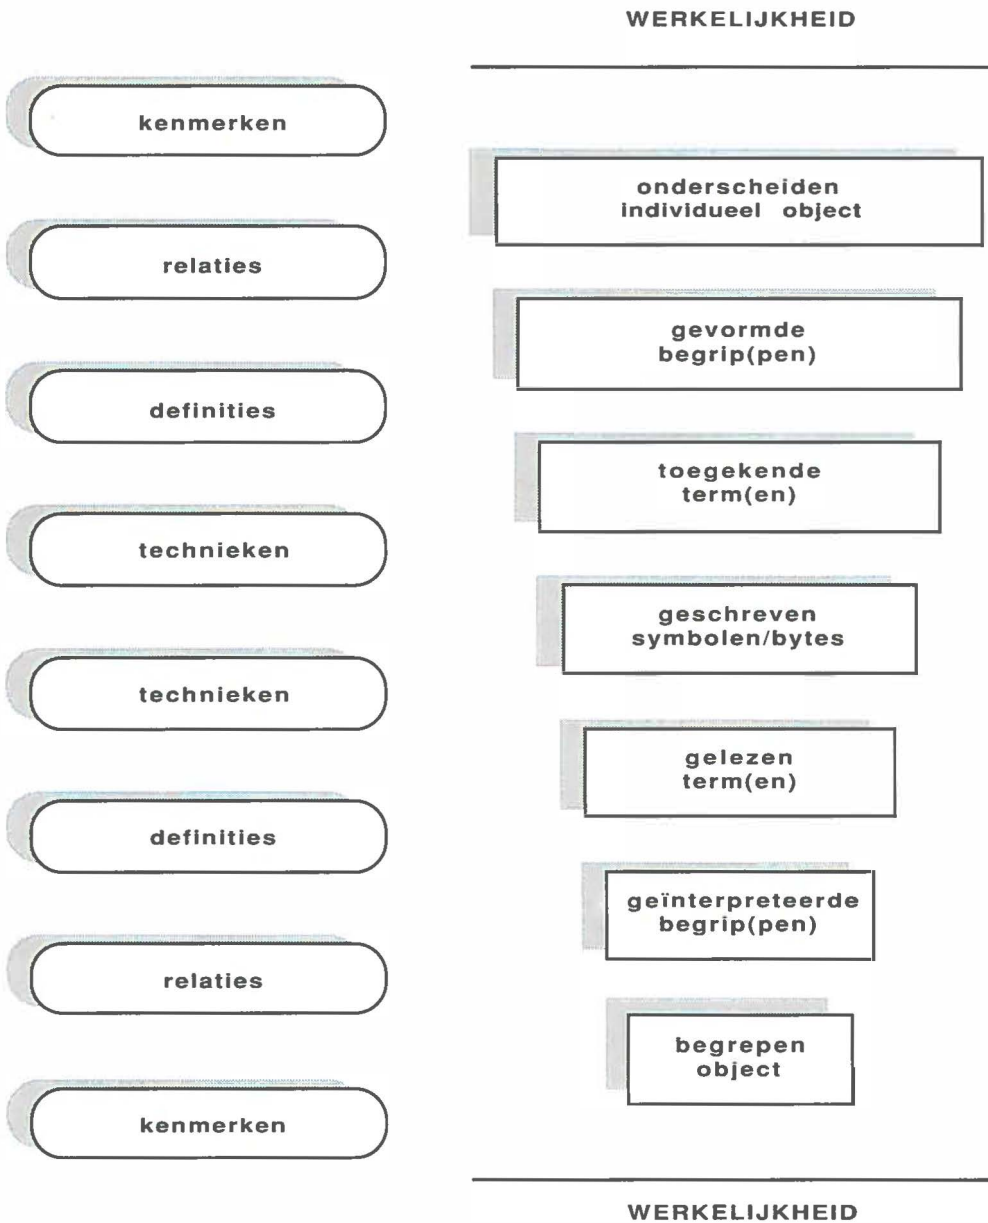 WERKELIJKHEID
kenmerken
onderscheiden
individueel object
relaties
gevormde
begrip(pen)
definities
toegekende
term(en)
technieken
geschreven
symbolen/bytes
technieken
gelezen
term(en)
definities
geïnterpreteerde
begrip(pen)
relaties
begrepen
object
kenmerken
WERKELIJKHEID